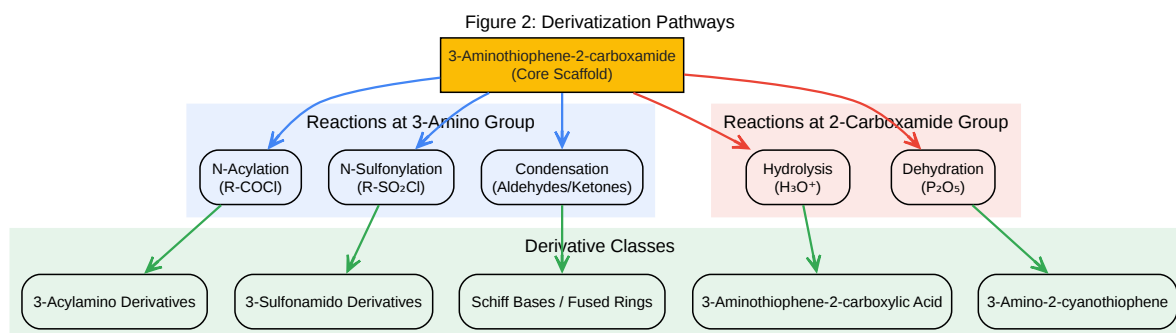 Figure 2: Derivatization Pathways
3-Aminothiophene-2-carboxamide
(Core Scaffold)
Reactions at 3-Amino Group
Reactions at 2-Carboxamide Group
N-Acylation
(R-COCl)
N-Sulfonylation
(R-SO₂Cl)
Condensation
(Aldehydes/Ketones)
Hydrolysis
(H₃O⁺)
Dehydration
(P₂O₅)
Derivative Classes
3-Acylamino Derivatives
3-Sulfonamido Derivatives
Schiff Bases / Fused Rings
3-Aminothiophene-2-carboxylic Acid
3-Amino-2-cyanothiophene